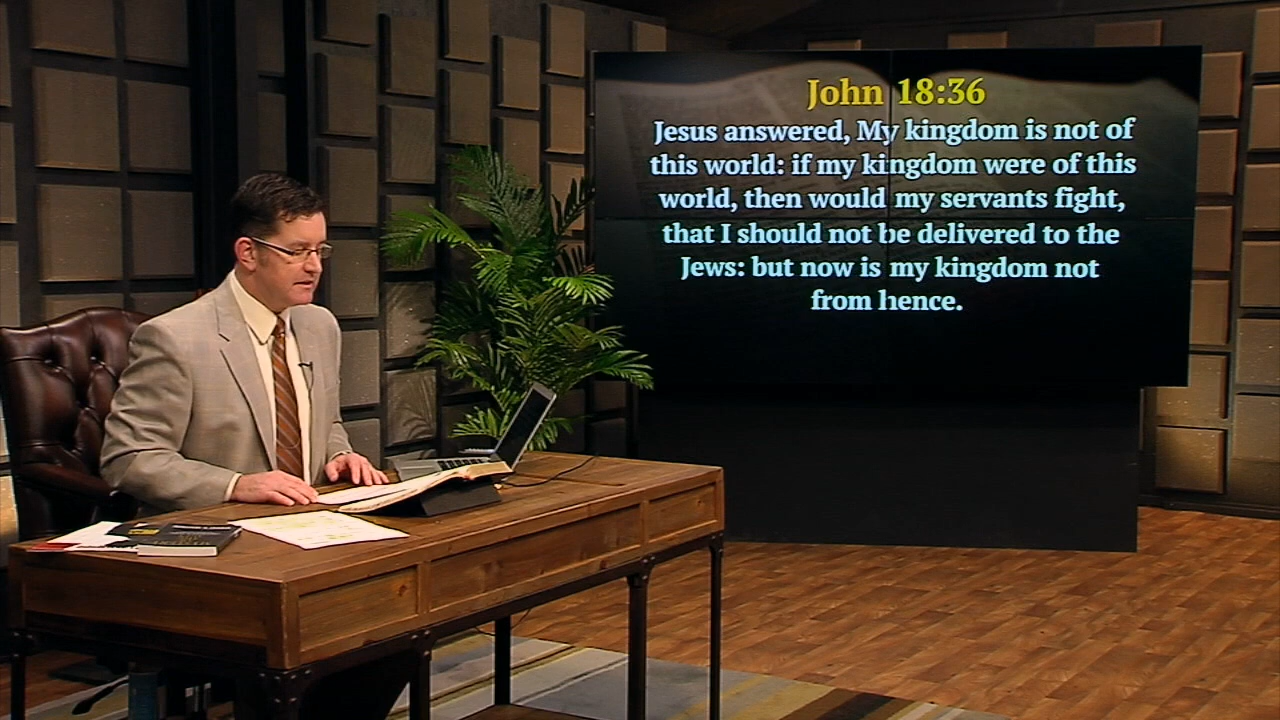 John 18:36
Jesus answered, My kingdom is not of
this world: if my kingdom were of this
world, then would my servants fight,
that I should not be delivered to the
Jews: but now is my kingdom not
from hence.